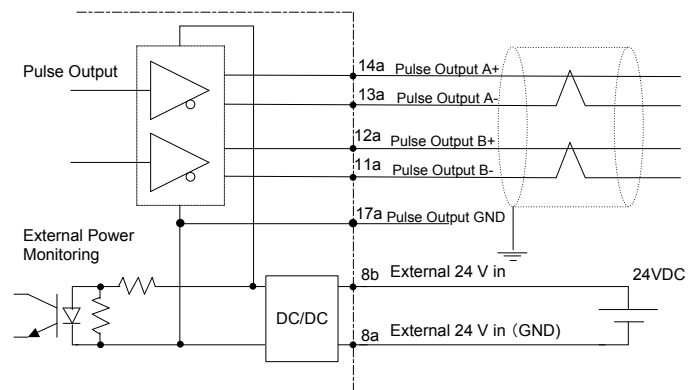 Pulse Output
14a Pulse Output A+
13a Pulse Output A-
12a Pulse Output B+
11a Pulse Output B-
17a Pulse Output GND
External Power
Monitoring
8b External 24 V in
24VDC
DC/DC
8a External 24 V in (GND)